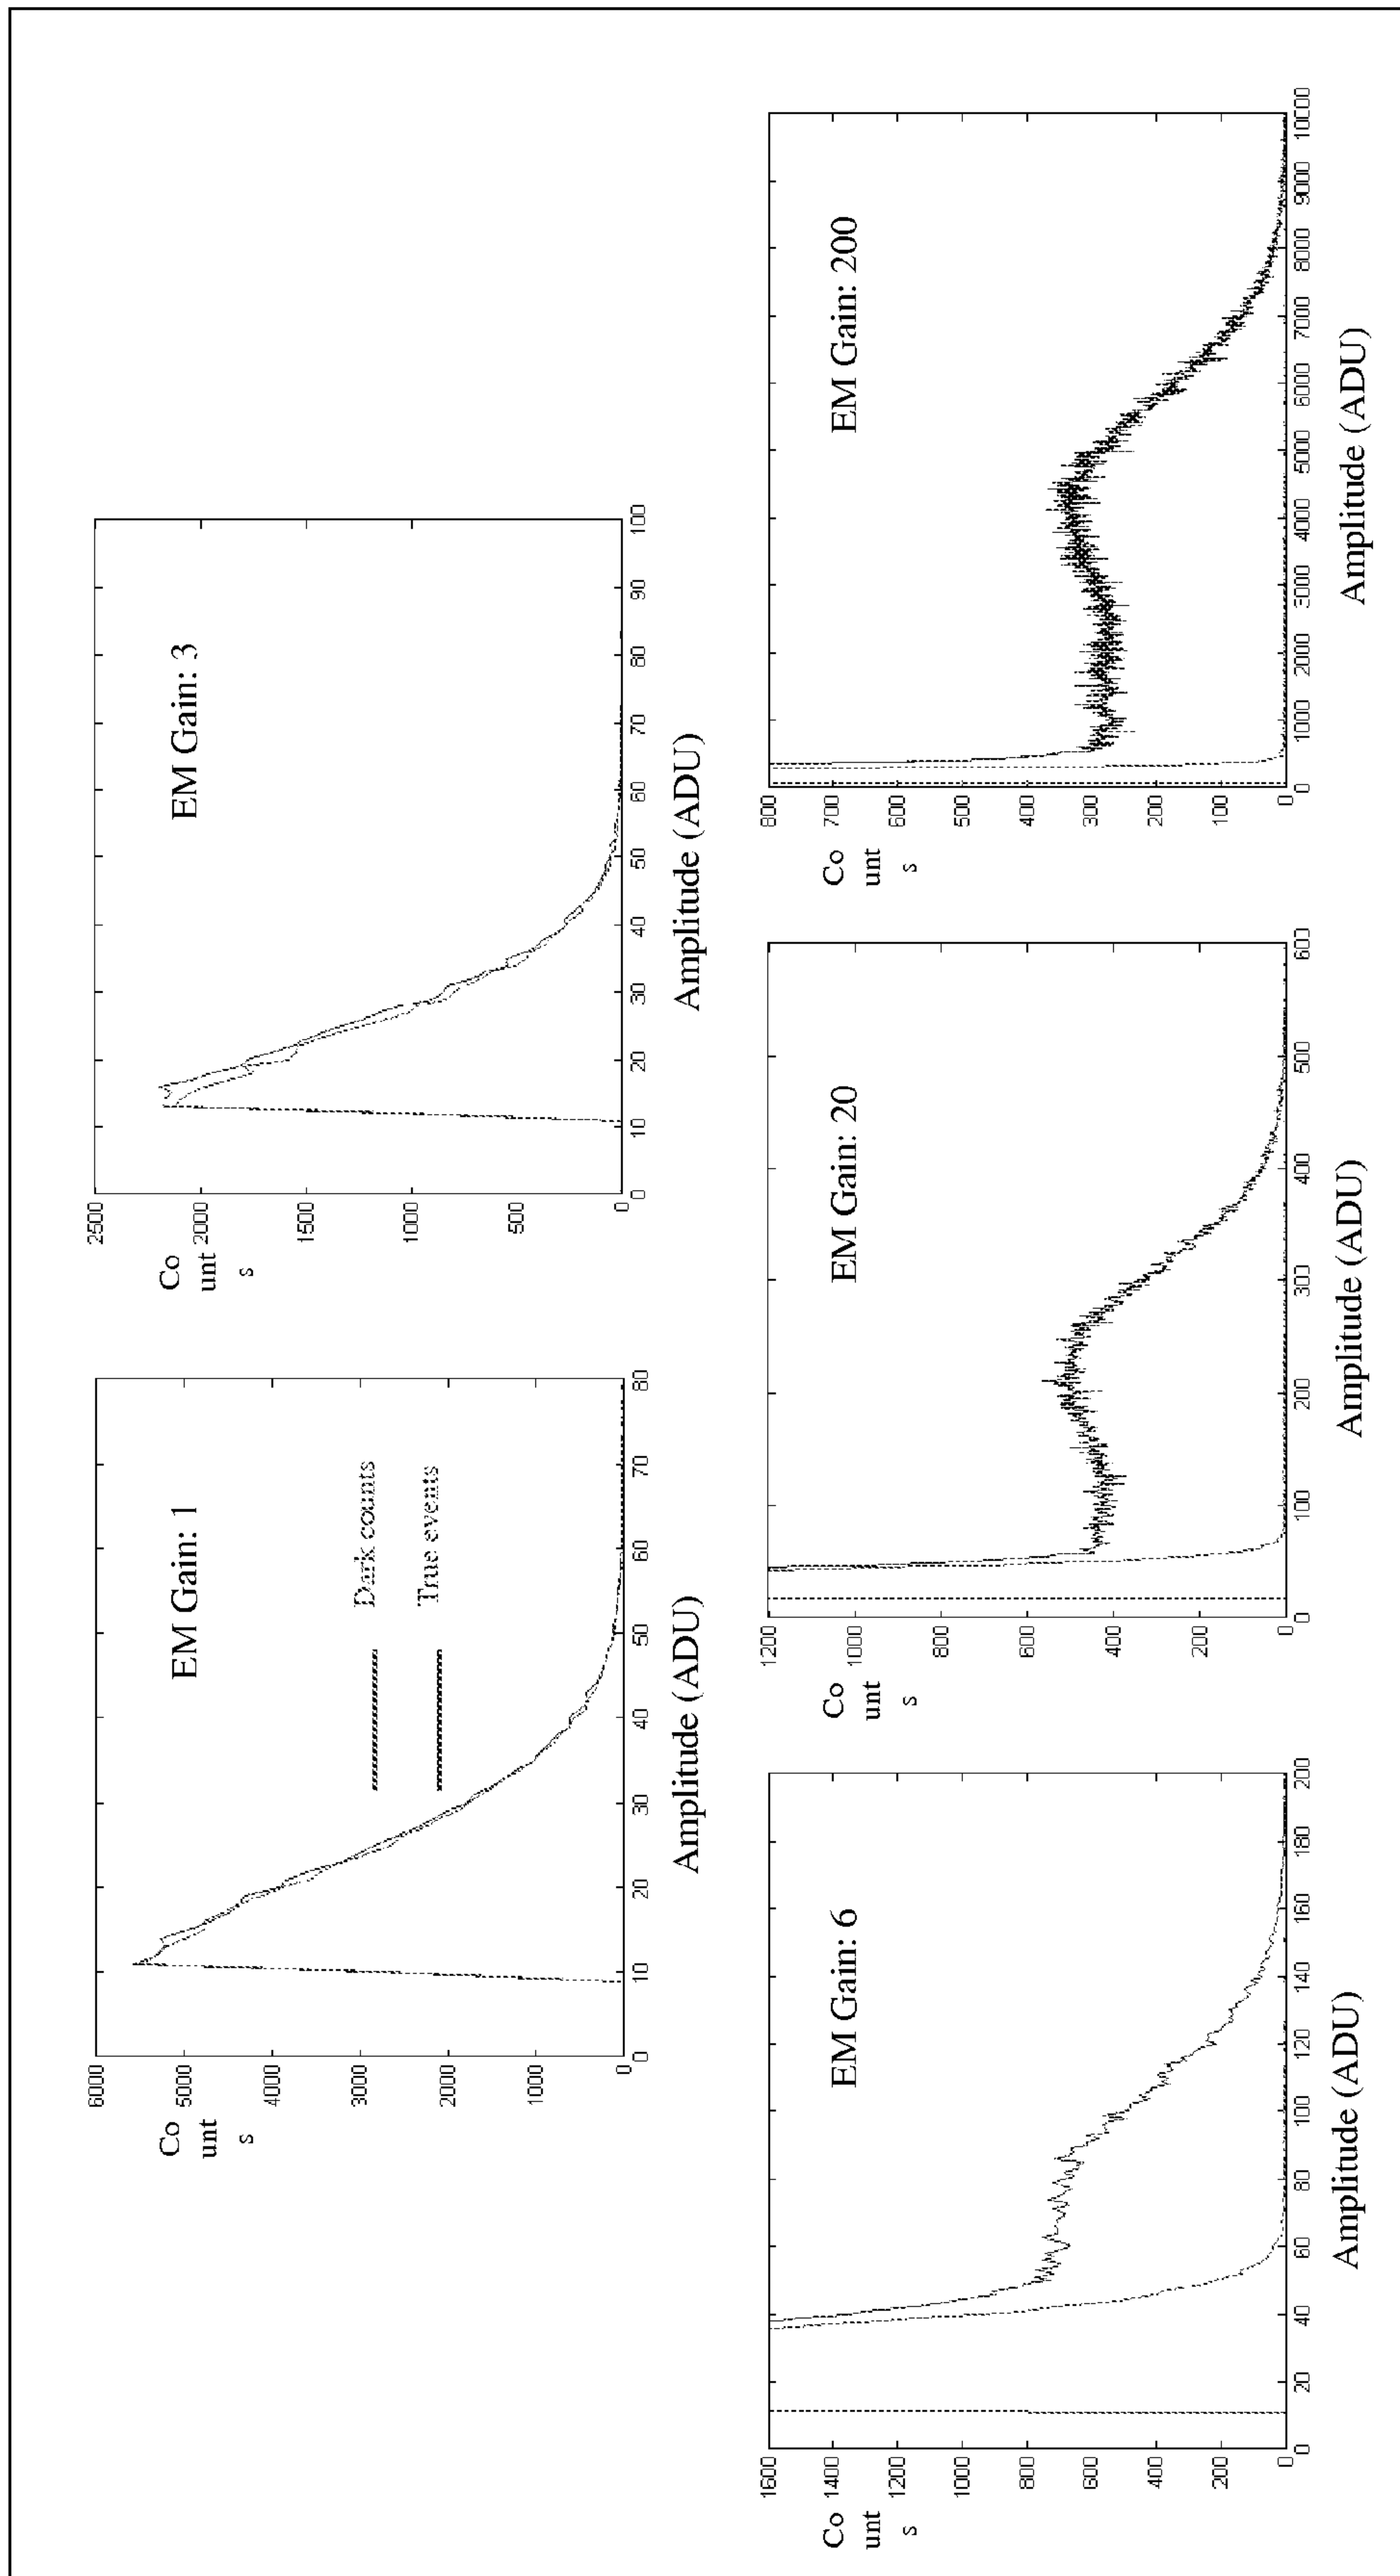 EM Gain: 1
Co
unt
s
6000
5000
4000
3000
2000
1000
0
Dark counts
True events
0 10 20 30 40 50 60 70 80
Amplitude (ADU)
EM Gain: 3
Co
unt
s
2500
2000
1500
1000
500
0
0 10 20 30 40 50 60 70 80 90 100
Amplitude (ADU)
EM Gain: 6
Co
unt
s
1600
1400
1200
1000
800
600
400
200
0
0 20 40 60 80 100 120 140 160 180 200
Amplitude (ADU)
EM Gain: 20
Co
unt
s
1200
1000
800
600
400
200
0
0 100 200 300 400 500 600
Amplitude (ADU)
EM Gain: 200
Co
unt
s
800
700
600
500
400
300
200
100
0
0 1000 2000 3000 4000 5000 6000 7000 8000 9000 10000
Amplitude (ADU)